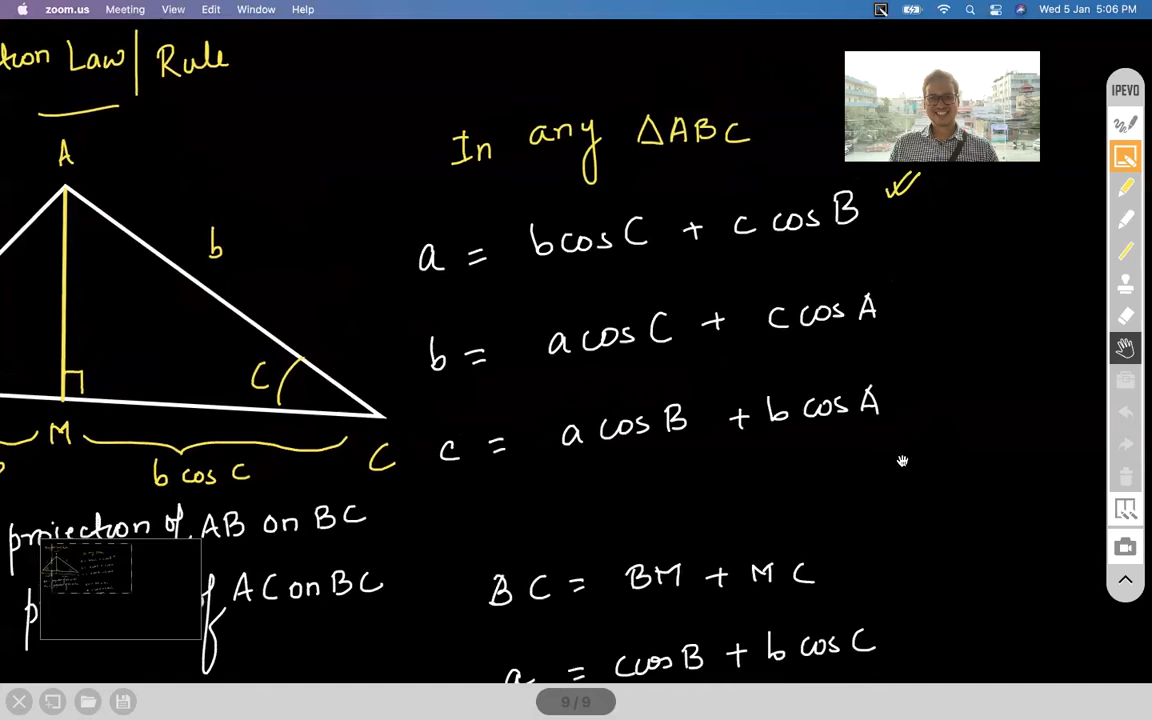 zoom.us Meeting View Edit Window Help Wed 5 Jan 5:06 PM
tion Law | Rule
IPEVO
A
In any ΔABC
a = b cos C + c cos B
b
b = a cos C + c cos A
C
c = a cos B + b cos A
M
C
b cos C
projection of AB on BC
of AC on BC
BC = BM + MC
a = c cos B + b cos C
9 / 9